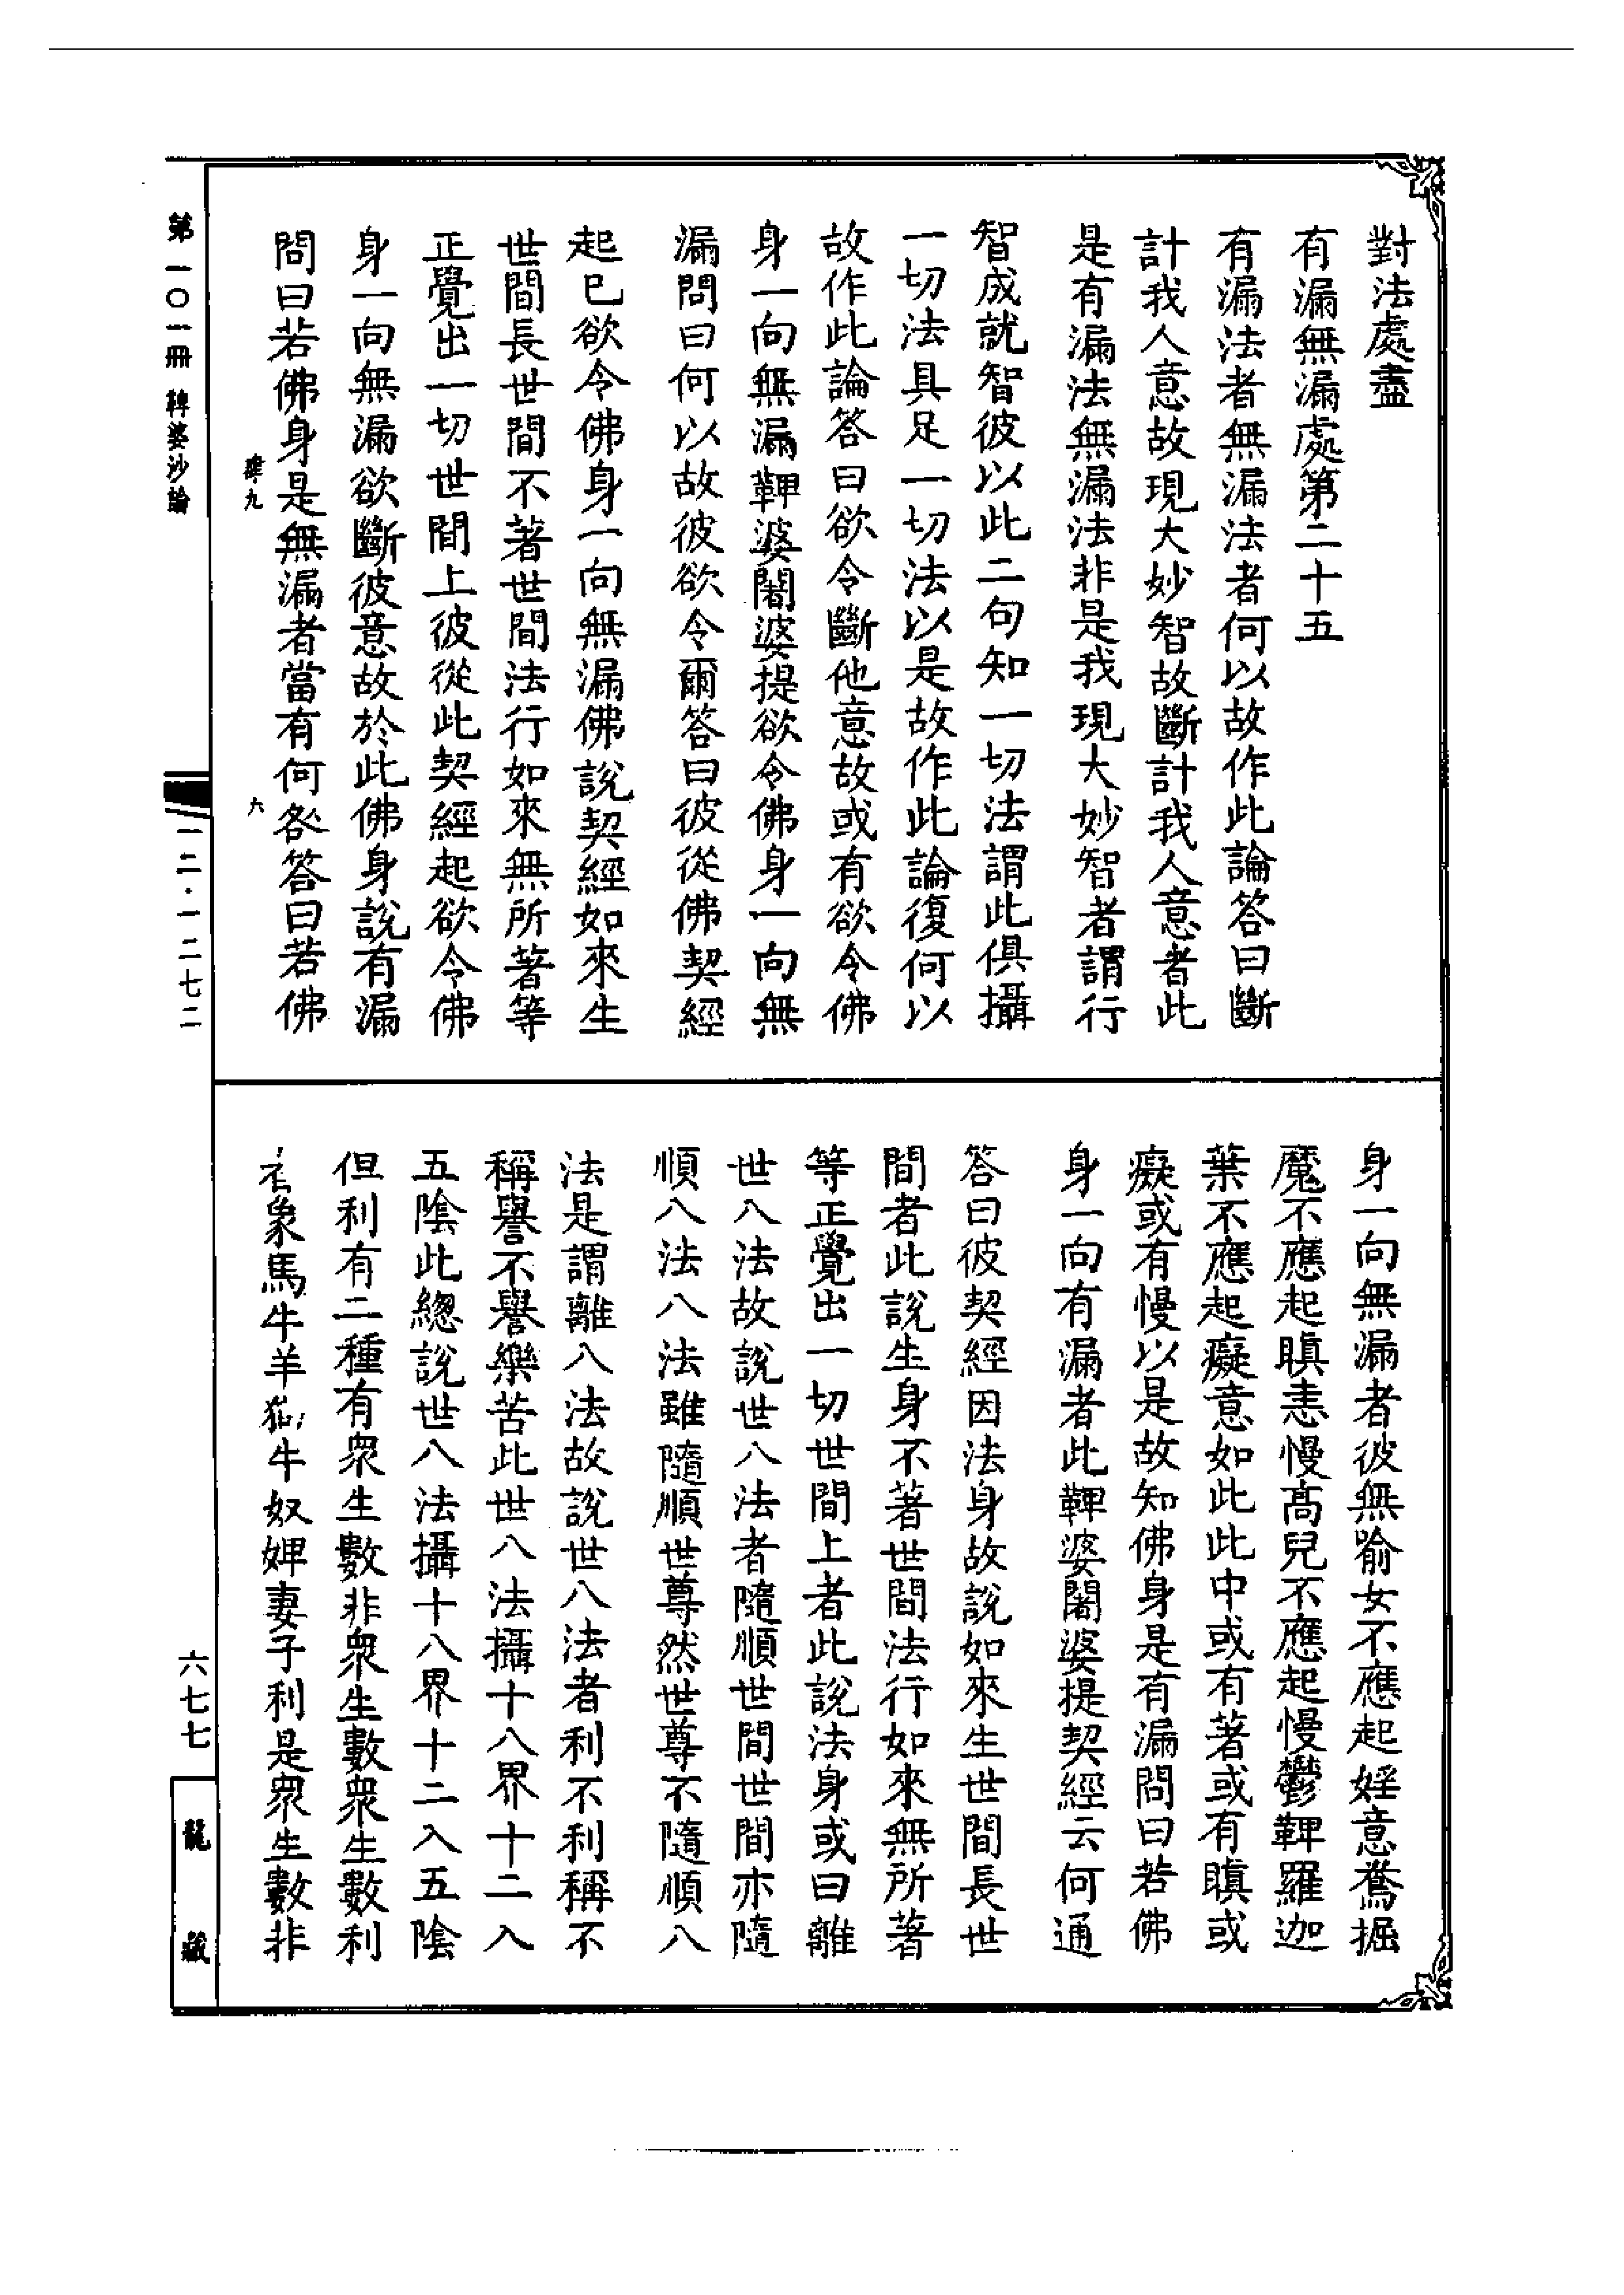 對法處盡
有漏無漏處第二十五
有漏法者無漏法者何以故作此論答曰斷
計我人意故現大妙智故斷計我人意者此
是有漏法無漏法非是我現大妙智者謂行
智成就智彼以此二句知一切法謂此俱攝
一切法具足一切法以是故作此論復何以
故作此論答曰欲令斷他意故或有欲令佛
身一向無漏鞞婆闍婆提欲令佛身一向無
漏問曰何以故彼欲令爾答曰彼從佛契經
起已欲令佛身一向無漏佛說契經如來生
世間長世間不著世間法行如來無所著等
正覺出一切世間上彼從此契經起欲令佛
身一向無漏欲斷彼意故於此佛身說有漏
問曰若佛身是無漏者當有何咎答曰若佛
身一向無漏者彼無喻女不應起婬意鴦掘
魔不應起瞋恚慢高兒不應起慢鬱鞞羅迦
葉不應起癡意如此此中或有著或有瞋或
癡或有慢以是故知佛身是有漏問曰若佛
身一向有漏者此鞞婆闍婆提契經云何通
答曰彼契經因法身故說如來生世間長世
間者此說生身不著世間法行如來無所著
等正覺出一切世間上者此說法身或曰離
世八法故說世八法者隨順世間世間亦隨
順八法八法雖隨順世尊然世尊不隨順八
法是謂離八法故說世八法者利不利稱不
稱譽不譽樂苦此世八法攝十八界十二入
五陰此總說世八法攝十八界十二入五陰
但利有二種有衆生數非衆生數衆生數利
者象馬牛羊牛奴婢妻子利是衆生數非
第一〇一冊 鞞婆沙論
肆九
六
一二·一二七二
六七七
龍藏